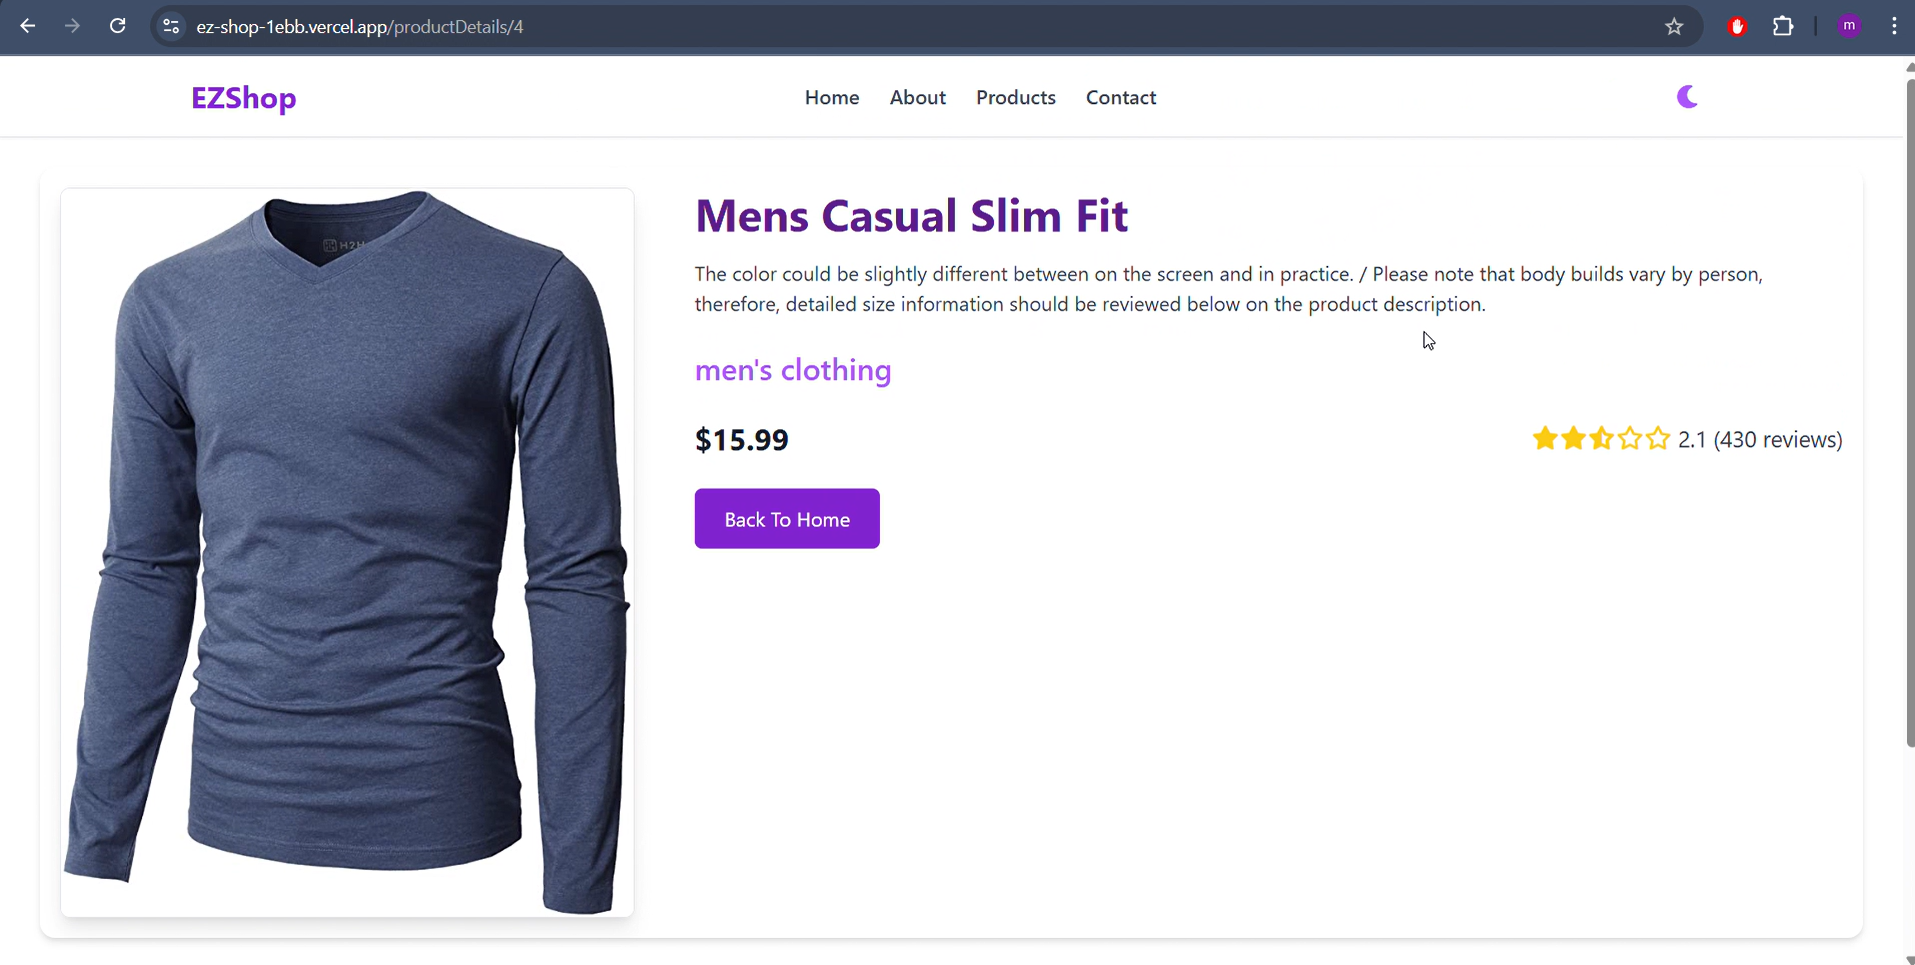 ez-shop-1ebb.vercel.app/productDetails/4
m
EZShop
Home About Products Contact
H2H
Mens Casual Slim Fit
The color could be slightly different between on the screen and in practice. / Please note that body builds vary by person,
therefore, detailed size information should be reviewed below on the product description.
men's clothing
$15.99
2.1 (430 reviews)
Back To Home